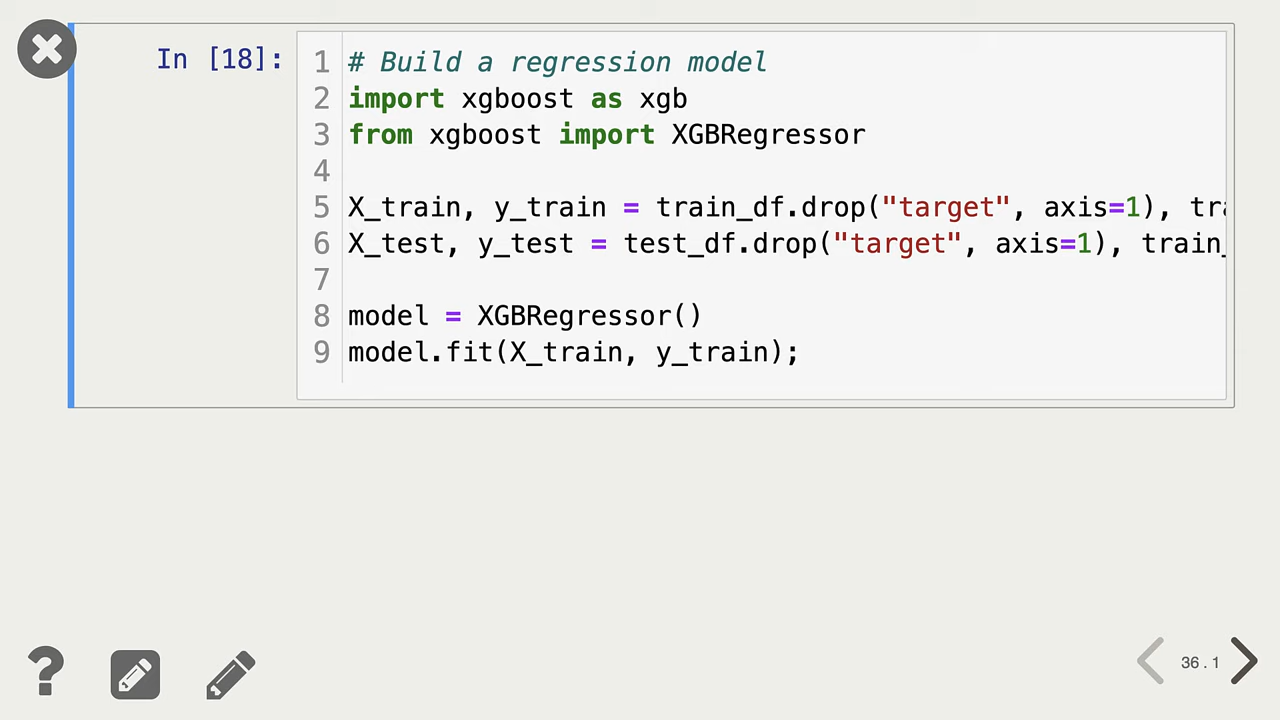 In [18]:
1 # Build a regression model
2 import xgboost as xgb
3 from xgboost import XGBRegressor
4
5 X_train, y_train = train_df.drop("target", axis=1), tra
6 X_test, y_test = test_df.drop("target", axis=1), train_
7
8 model = XGBRegressor()
9 model.fit(X_train, y_train);
36.1